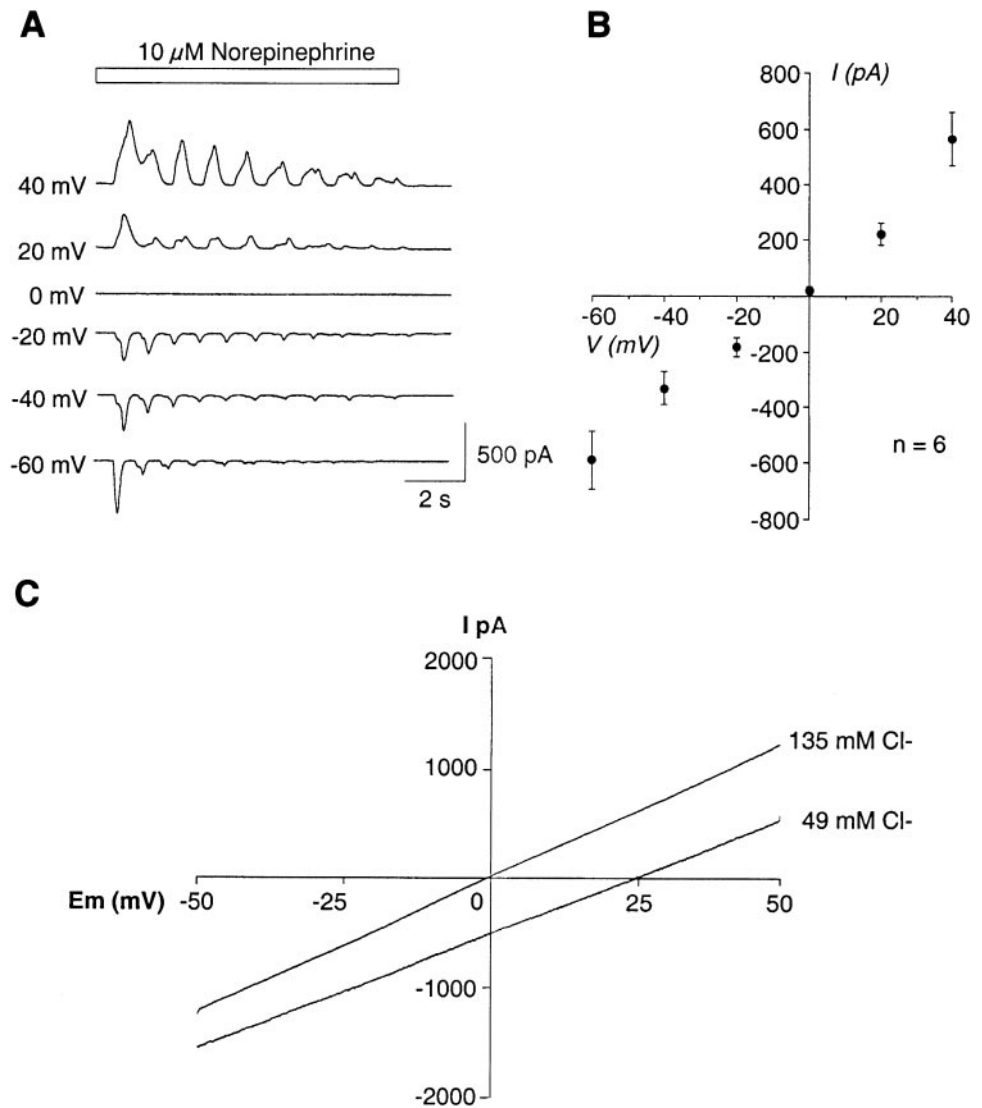 A
10 µM Norepinephrine
40 mV
20 mV
0 mV
-20 mV
-40 mV
-60 mV
500 pA
2 s
B
I (pA)
800
600
400
200
-60 -40 -20 20 40
V (mV)
-200
-400
-600
-800
n = 6
C
I pA
2000
1000
135 mM Cl-
49 mM Cl-
Em (mV) -50 -25 0 25 50
-1000
-2000